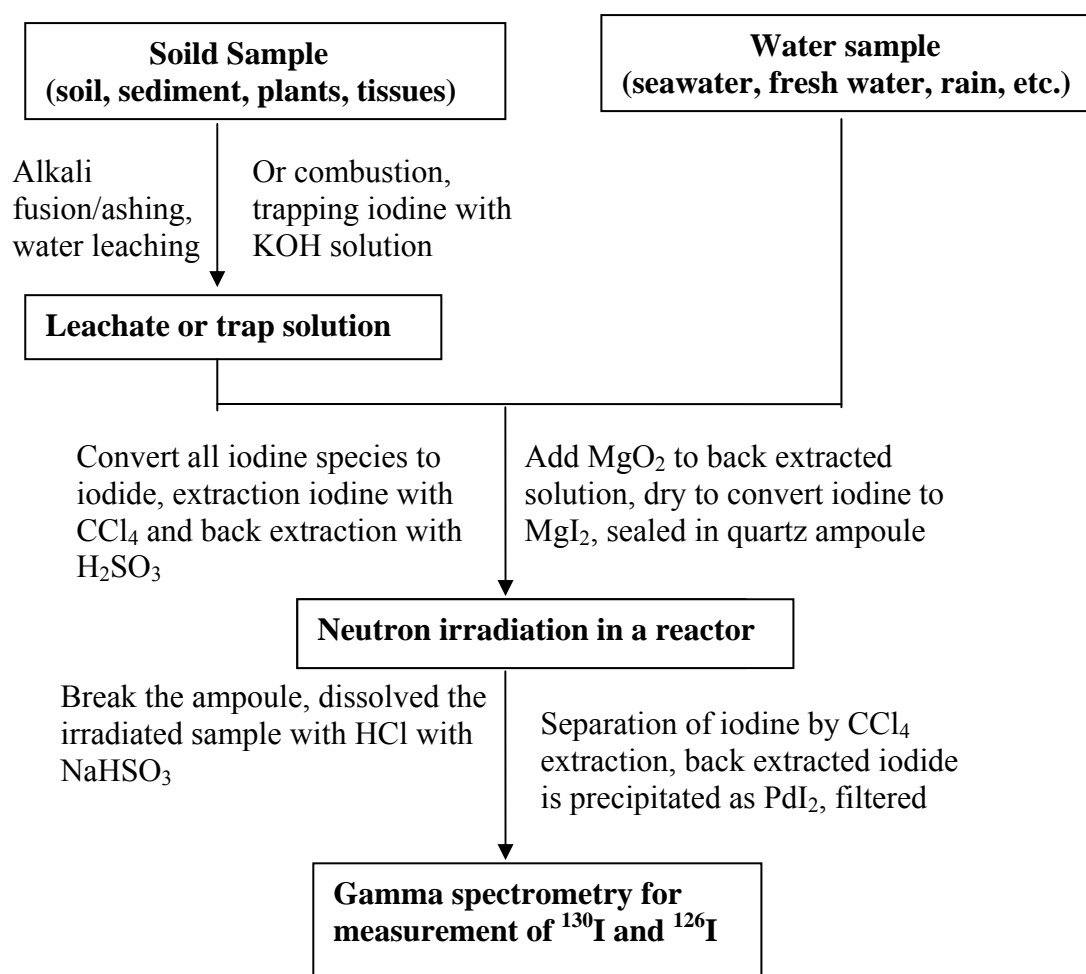 Soild Sample
(soil, sediment, plants, tissues)
Water sample
(seawater, fresh water, rain, etc.)
Alkali
fusion/ashing,
water leaching
Or combustion,
trapping iodine with
KOH solution
Leachate or trap solution
Convert all iodine species to
iodide, extraction iodine with
CCl₄ and back extraction with
H₂SO₃
Add MgO₂ to back extracted
solution, dry to convert iodine to
MgI₂, sealed in quartz ampoule
Neutron irradiation in a reactor
Break the ampoule, dissolved the
irradiated sample with HCl with
NaHSO₃
Separation of iodine by CCl₄
extraction, back extracted iodide
is precipitated as PdI₂, filtered
Gamma spectrometry for
measurement of ¹³⁰I and ¹²⁶I